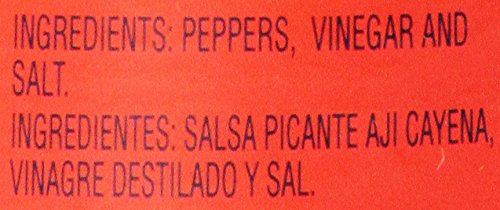 INGREDIENTS: PEPPERS, VINEGAR AND
SALT.
INGREDIENTES: SALSA PICANTE AJI CAYENA,
VINAGRE DESTILADO Y SAL.